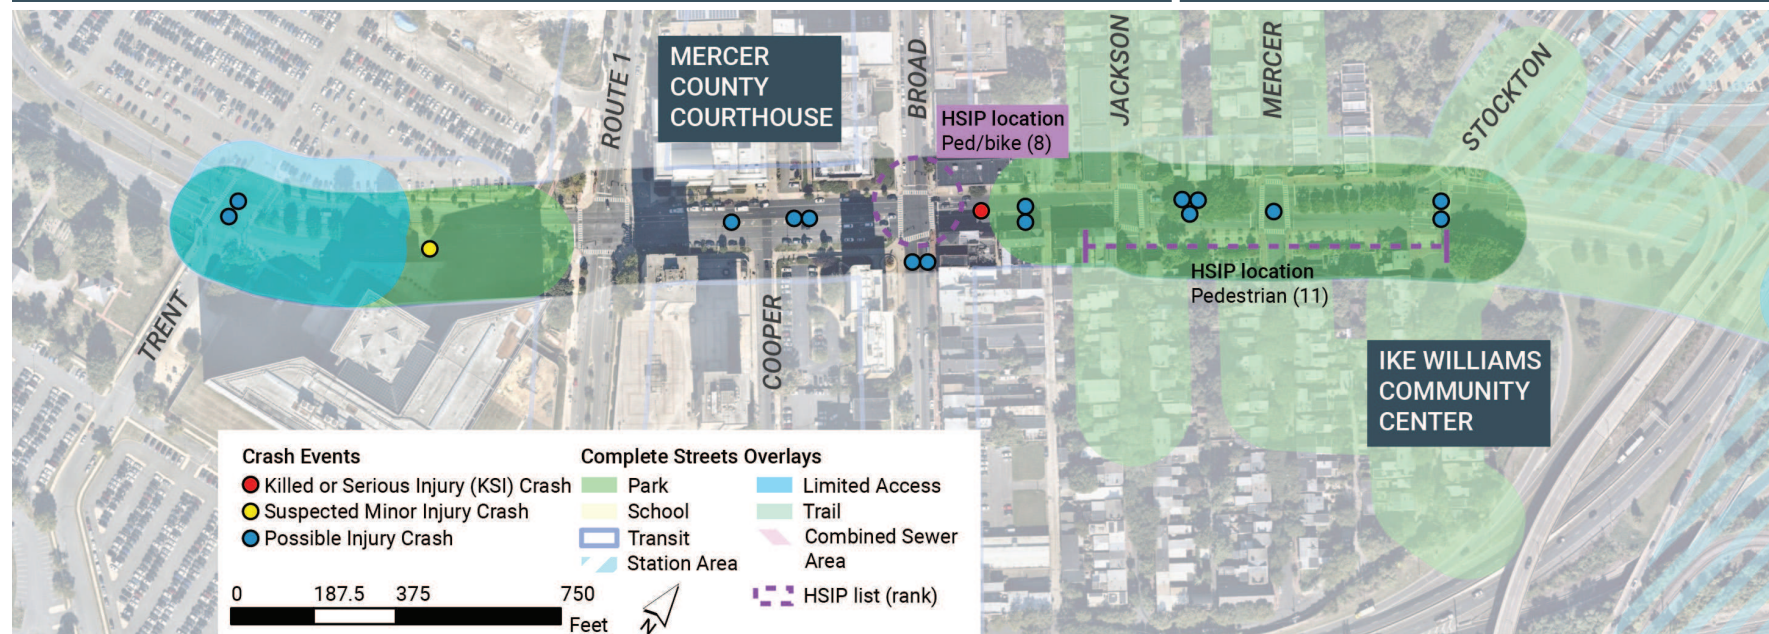 MERCER
COUNTY
COURTHOUSE
ROUTE 1
BROAD
JACKSON
MERCER
STOCKTON
HSIP location
Ped/bike (8)
TRENT
COOPER
HSIP location
Pedestrian (11)
IKE WILLIAMS
COMMUNITY
CENTER
Crash Events
Killed or Serious Injury (KSI) Crash
Suspected Minor Injury Crash
Possible Injury Crash
Complete Streets Overlays
Park
School
Transit
Station Area
Limited Access
Trail
Combined Sewer
Area
HSIP list (rank)
0 187.5 375 750
Feet
N